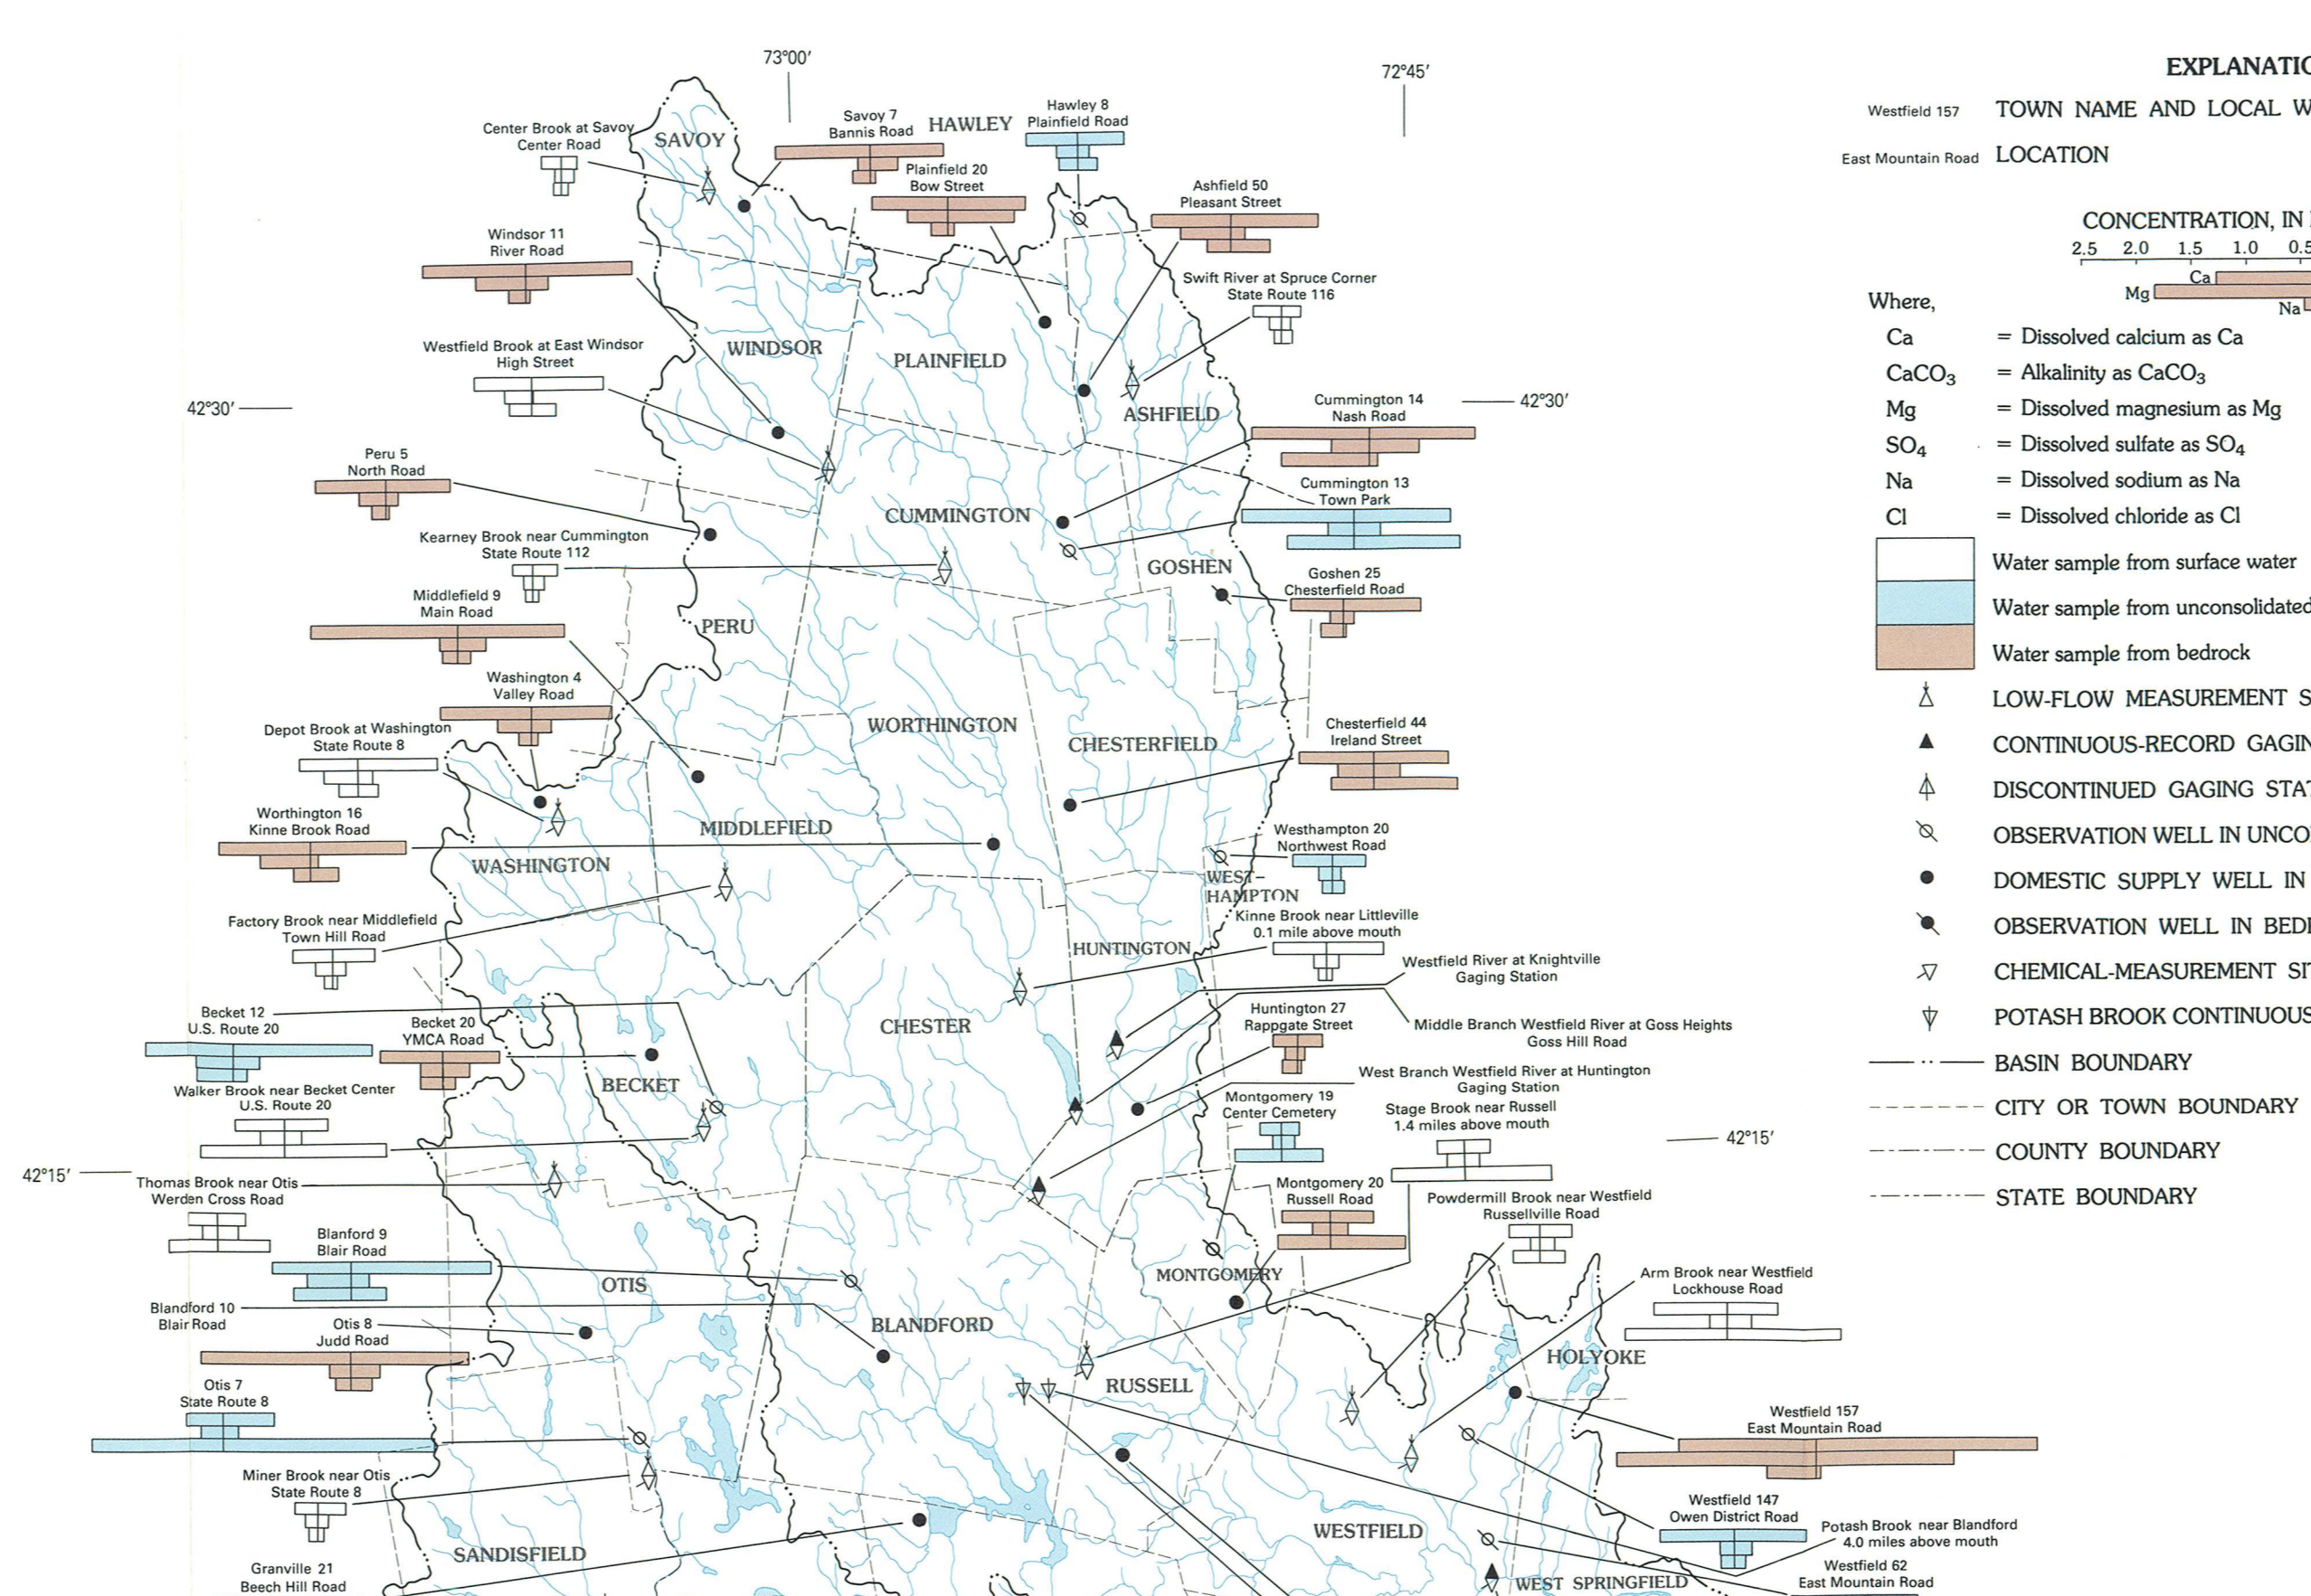 73°00′
72°45′
EXPLANATIO
Westfield 157 TOWN NAME AND LOCAL W
East Mountain Road LOCATION
CONCENTRATION, IN
2.5 2.0 1.5 1.0 0.5
Ca
Mg
Na
Where,
Ca = Dissolved calcium as Ca
CaCO₃ = Alkalinity as CaCO₃
Mg = Dissolved magnesium as Mg
SO₄ = Dissolved sulfate as SO₄
Na = Dissolved sodium as Na
Cl = Dissolved chloride as Cl
Water sample from surface water
Water sample from unconsolidated
Water sample from bedrock
LOW-FLOW MEASUREMENT S
CONTINUOUS-RECORD GAGIN
DISCONTINUED GAGING STAT
OBSERVATION WELL IN UNCO
DOMESTIC SUPPLY WELL IN
OBSERVATION WELL IN BED
CHEMICAL-MEASUREMENT SI
POTASH BROOK CONTINUOUS
BASIN BOUNDARY
CITY OR TOWN BOUNDARY
COUNTY BOUNDARY
STATE BOUNDARY
Center Brook at Savoy
Center Road
SAVOY
Savoy 7
Bannis Road
HAWLEY
Hawley 8
Plainfield Road
Plainfield 20
Bow Street
Ashfield 50
Pleasant Street
Windsor 11
River Road
Swift River at Spruce Corner
State Route 116
Westfield Brook at East Windsor
High Street
WINDSOR
PLAINFIELD
ASHFIELD
42°30′
42°30′
Cummington 14
Nash Road
Peru 5
North Road
Cummington 13
Town Park
CUMMINGTON
Kearney Brook near Cummington
State Route 112
GOSHEN
Goshen 25
Chesterfield Road
Middlefield 9
Main Road
PERU
Washington 4
Valley Road
WORTHINGTON
CHESTERFIELD
Chesterfield 44
Ireland Street
Depot Brook at Washington
State Route 8
Worthington 16
Kinne Brook Road
MIDDLEFIELD
WASHINGTON
Westhampton 20
Northwest Road
WEST-
HAMPTON
Factory Brook near Middlefield
Town Hill Road
Kinne Brook near Littleville
0.1 mile above mouth
HUNTINGTON
Westfield River at Knightville
Gaging Station
Becket 12
U.S. Route 20
Becket 20
YMCA Road
CHESTER
Huntington 27
Rappgate Street
Middle Branch Westfield River at Goss Heights
Goss Hill Road
BECKET
West Branch Westfield River at Huntington
Gaging Station
Walker Brook near Becket Center
U.S. Route 20
Montgomery 19
Center Cemetery
Stage Brook near Russell
1.4 miles above mouth
42°15′
42°15′
Thomas Brook near Otis
Werden Cross Road
Montgomery 20
Russell Road
Powdermill Brook near Westfield
Russellville Road
Blanford 9
Blair Road
OTIS
MONTGOMERY
Arm Brook near Westfield
Lockhouse Road
Blandford 10
Blair Road
Otis 8
Judd Road
BLANDFORD
HOLYOKE
RUSSELL
Otis 7
State Route 8
Westfield 157
East Mountain Road
Miner Brook near Otis
State Route 8
Westfield 147
Owen District Road
WESTFIELD
Potash Brook near Blandford
4.0 miles above mouth
SANDISFIELD
Granville 21
Beech Hill Road
WEST SPRINGFIELD
Westfield 62
East Mountain Road